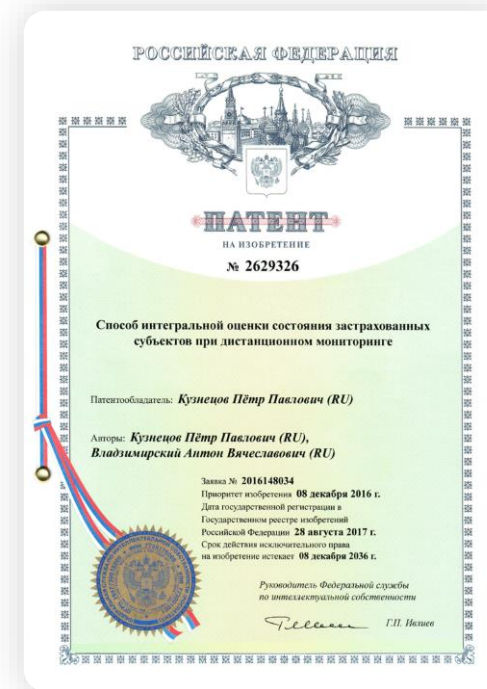 РОССИЙСКАЯ ФЕДЕРАЦИЯ
ПАТЕНТ
НА ИЗОБРЕТЕНИЕ
№ 2629326
Способ интегральной оценки состояния застрахованных
субъектов при дистанционном мониторинге
Патентообладатель: Кузнецов Пётр Павлович (RU)
Авторы: Кузнецов Пётр Павлович (RU),
Владзимирский Антон Вячеславович (RU)
Заявка № 2016148034
Приоритет изобретения 08 декабря 2016 г.
Дата государственной регистрации в
Государственном реестре изобретений
Российской Федерации 28 августа 2017 г.
Срок действия исключительного права
на изобретение истекает 08 декабря 2036 г.
Руководитель Федеральной службы
по интеллектуальной собственности
Г.П. Ивлиев